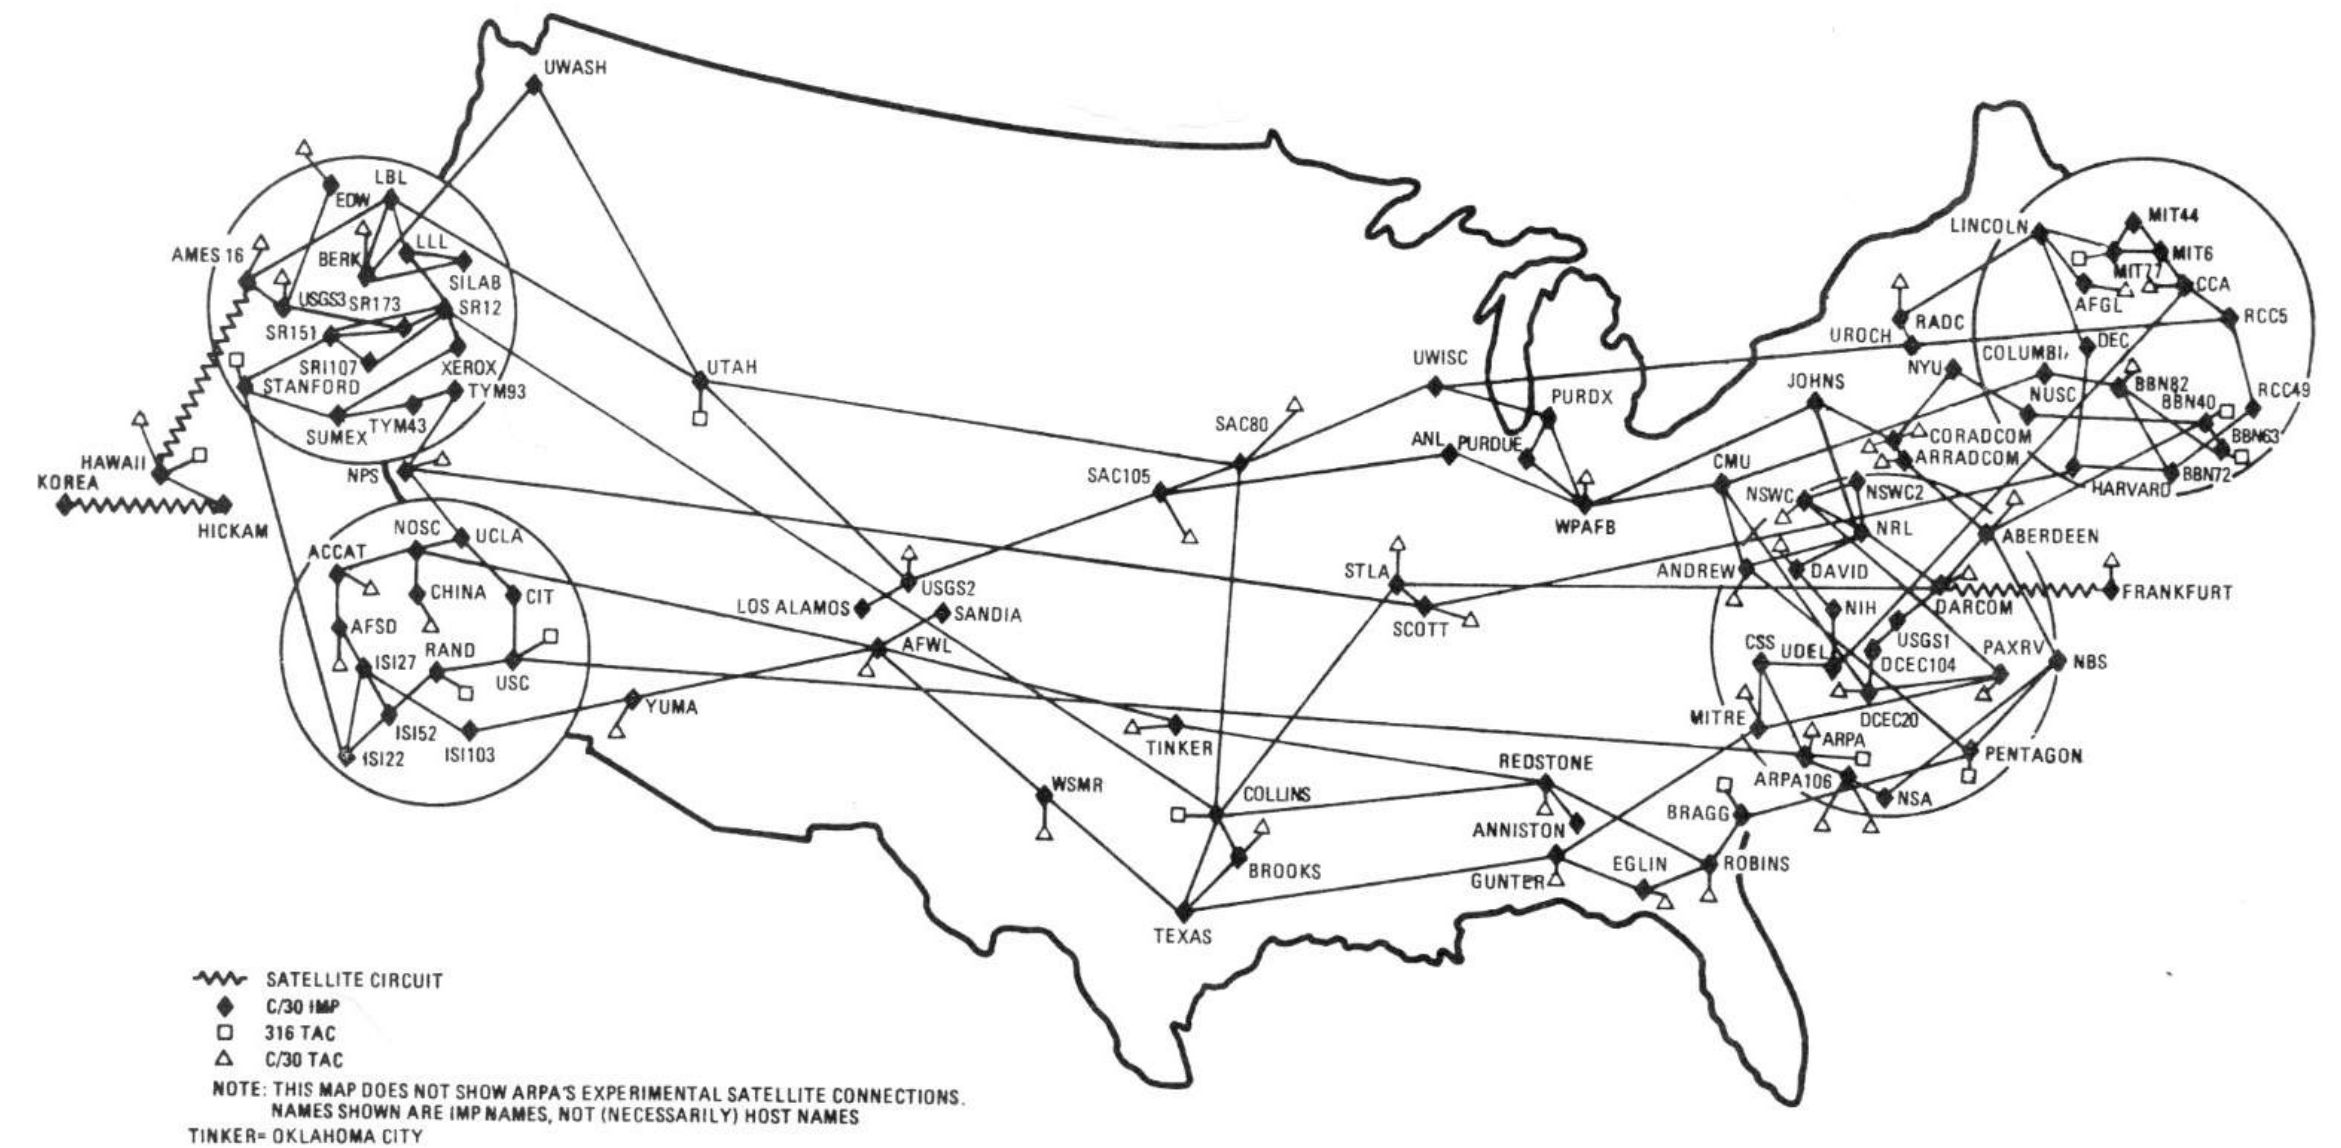 UWASH
LBL
EDW
AMES 16
LLL
BERK
SILAB
USGS3
SR173
SR12
SR151
SRI107
XEROX
STANFORD
TYM93
TYM43
SUMEX
HAWAII
KOREA
HICKAM
NPS
NOSC
UCLA
ACCAT
CHINA
CIT
AFSD
RAND
ISI27
USC
ISI52
ISI22
ISI103
YUMA
UTAH
USGS2
LOS ALAMOS
SANDIA
AFWL
TINKER
WSMR
COLLINS
BROOKS
TEXAS
SAC80
SAC105
UWISC
PURDX
ANL
PURDUE
WPAFB
STLA
SCOTT
REDSTONE
ANNISTON
GUNTER
EGLIN
ROBINS
BRAGG
LINCOLN
MIT44
MIT6
MIT77
CCA
AFGL
RADC
RCC5
UROCH
DEC
COLUMBI
NYU
JOHNS
BBN82
NUSC
BBN40
RCC49
BBN63
CORADCOM
ARRADCOM
CMU
BBN72
HARVARD
NSWC
NSWC2
NRL
ABERDEEN
ANDREW
DAVID
FRANKFURT
NIH
DARCOM
USGS1
CSS
UDEL
PAXRV
DCEC104
NBS
MITRE
DCEC20
ARPA
PENTAGON
ARPA106
NSA
SATELLITE CIRCUIT
C/30 IMP
316 TAC
C/30 TAC
NOTE: THIS MAP DOES NOT SHOW ARPA'S EXPERIMENTAL SATELLITE CONNECTIONS.
NAMES SHOWN ARE IMP NAMES, NOT (NECESSARILY) HOST NAMES
TINKER= OKLAHOMA CITY